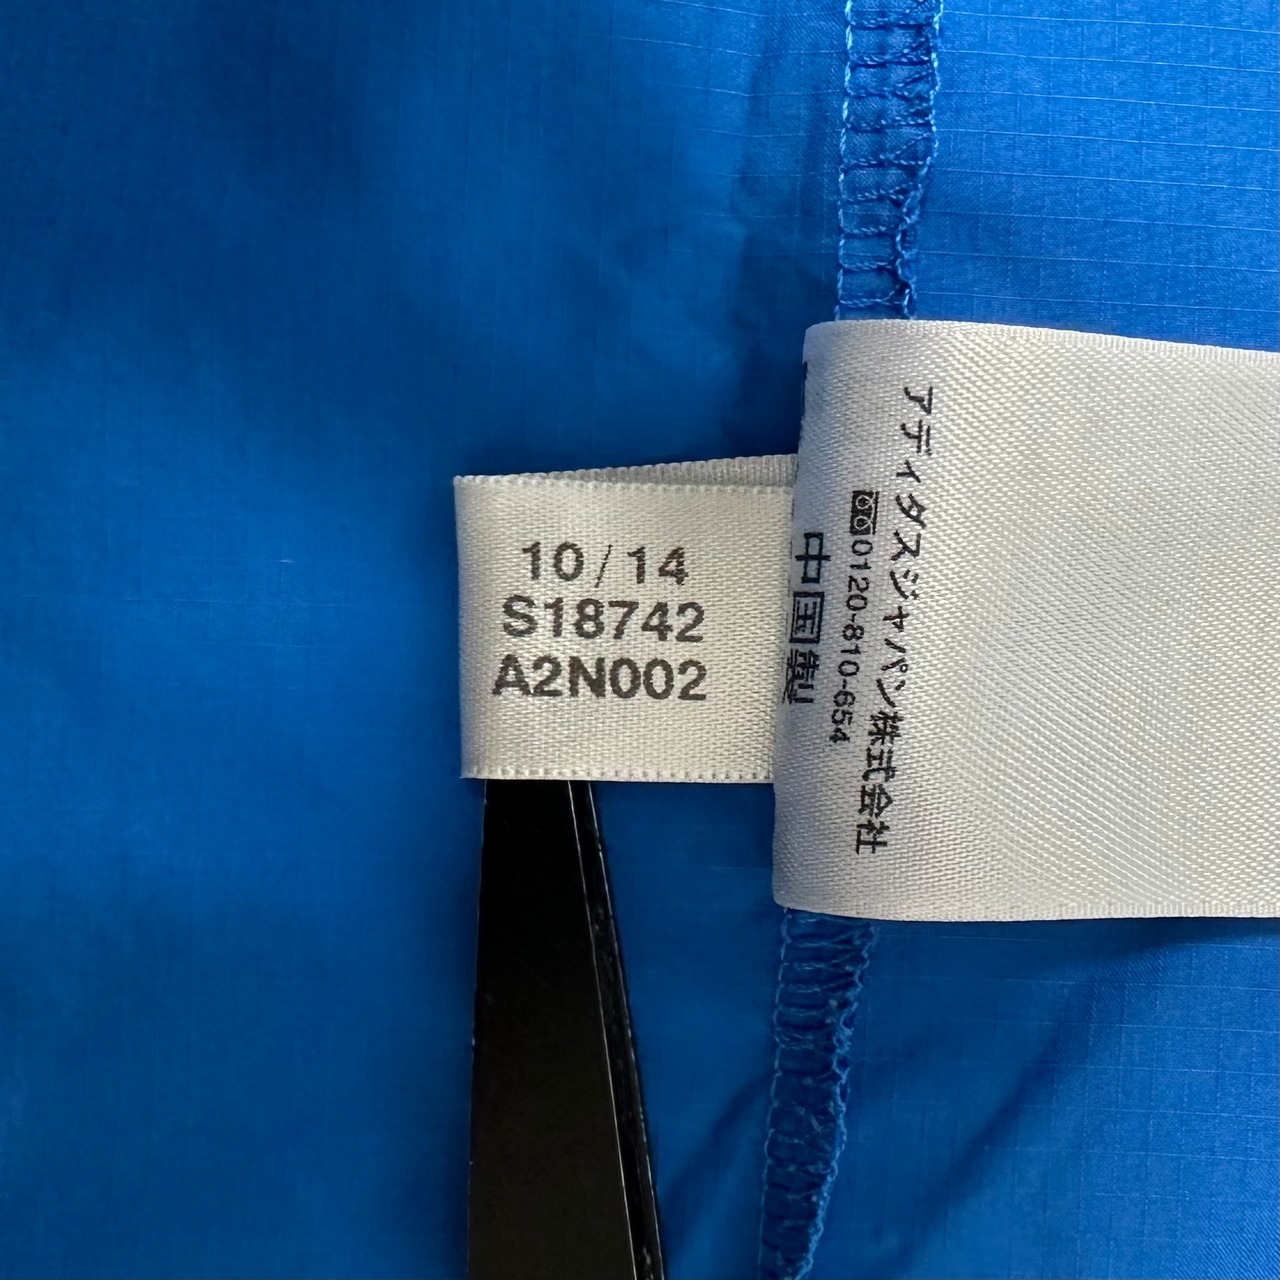 10/14
S18742
A2N002
アディダスジャパン株式会社
0120-810-654
中国製